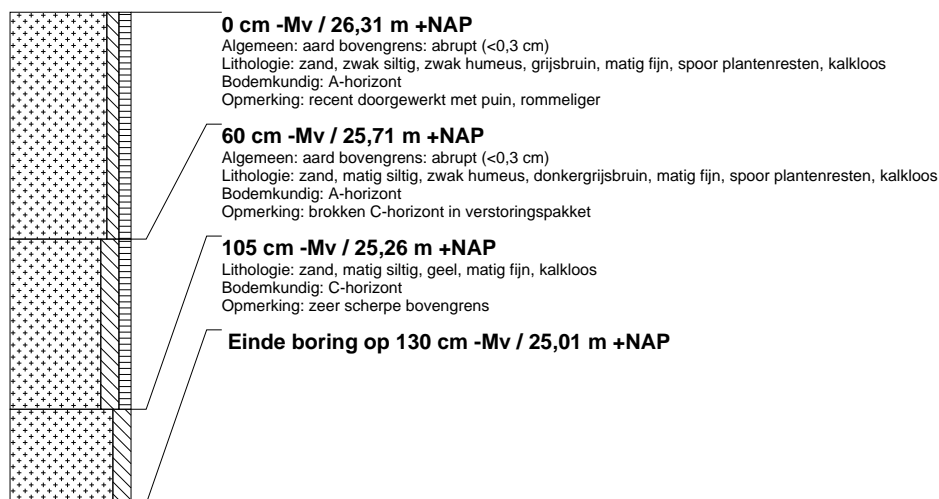 0 cm -Mv / 26,31 m +NAP
Algemeen: aard bovengrens: abrupt (<0,3 cm)
Lithologie: zand, zwak siltig, zwak humeus, grijsbruin, matig fijn, spoor plantenresten, kalkloos
Bodemkundig: A-horizont
Opmerking: recent doorgewerkt met puin, rommeliger
60 cm -Mv / 25,71 m +NAP
Algemeen: aard bovengrens: abrupt (<0,3 cm)
Lithologie: zand, matig siltig, zwak humeus, donkergrijsbruin, matig fijn, spoor plantenresten, kalkloos
Bodemkundig: A-horizont
Opmerking: brokken C-horizont in verstoringspakket
105 cm -Mv / 25,26 m +NAP
Lithologie: zand, matig siltig, geel, matig fijn, kalkloos
Bodemkundig: C-horizont
Opmerking: zeer scherpe bovengrens
Einde boring op 130 cm -Mv / 25,01 m +NAP